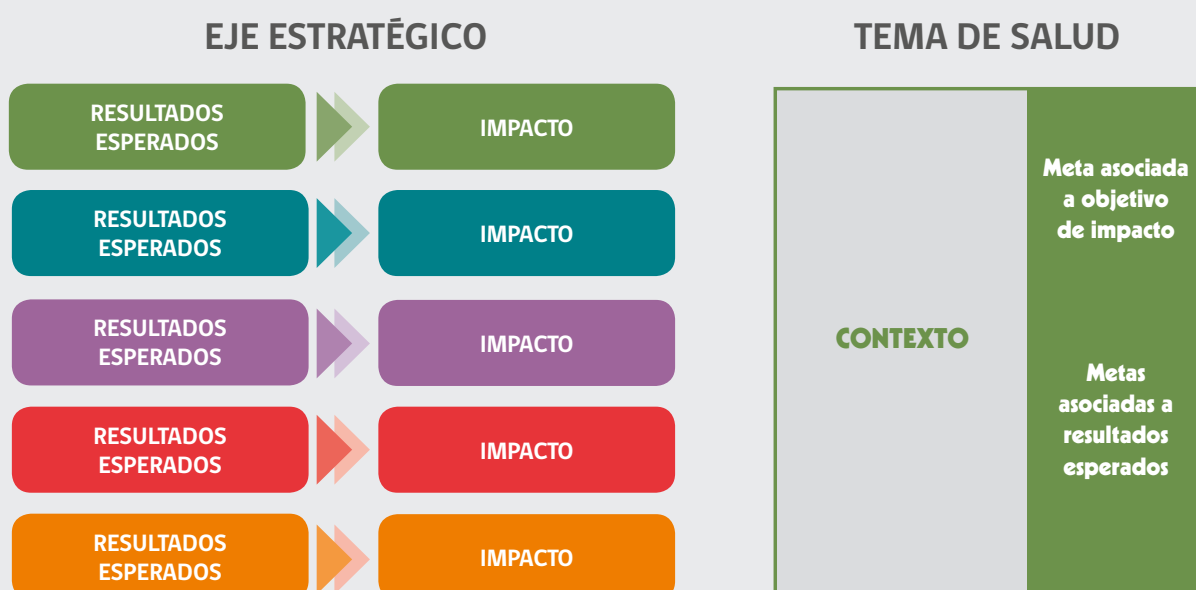 EJE ESTRATÉGICO
RESULTADOS
ESPERADOS
IMPACTO
RESULTADOS
ESPERADOS
IMPACTO
RESULTADOS
ESPERADOS
IMPACTO
RESULTADOS
ESPERADOS
IMPACTO
RESULTADOS
ESPERADOS
IMPACTO
TEMA DE SALUD
CONTEXTO
Meta asociada
a objetivo
de impacto
Metas
asociadas a
resultados
esperados